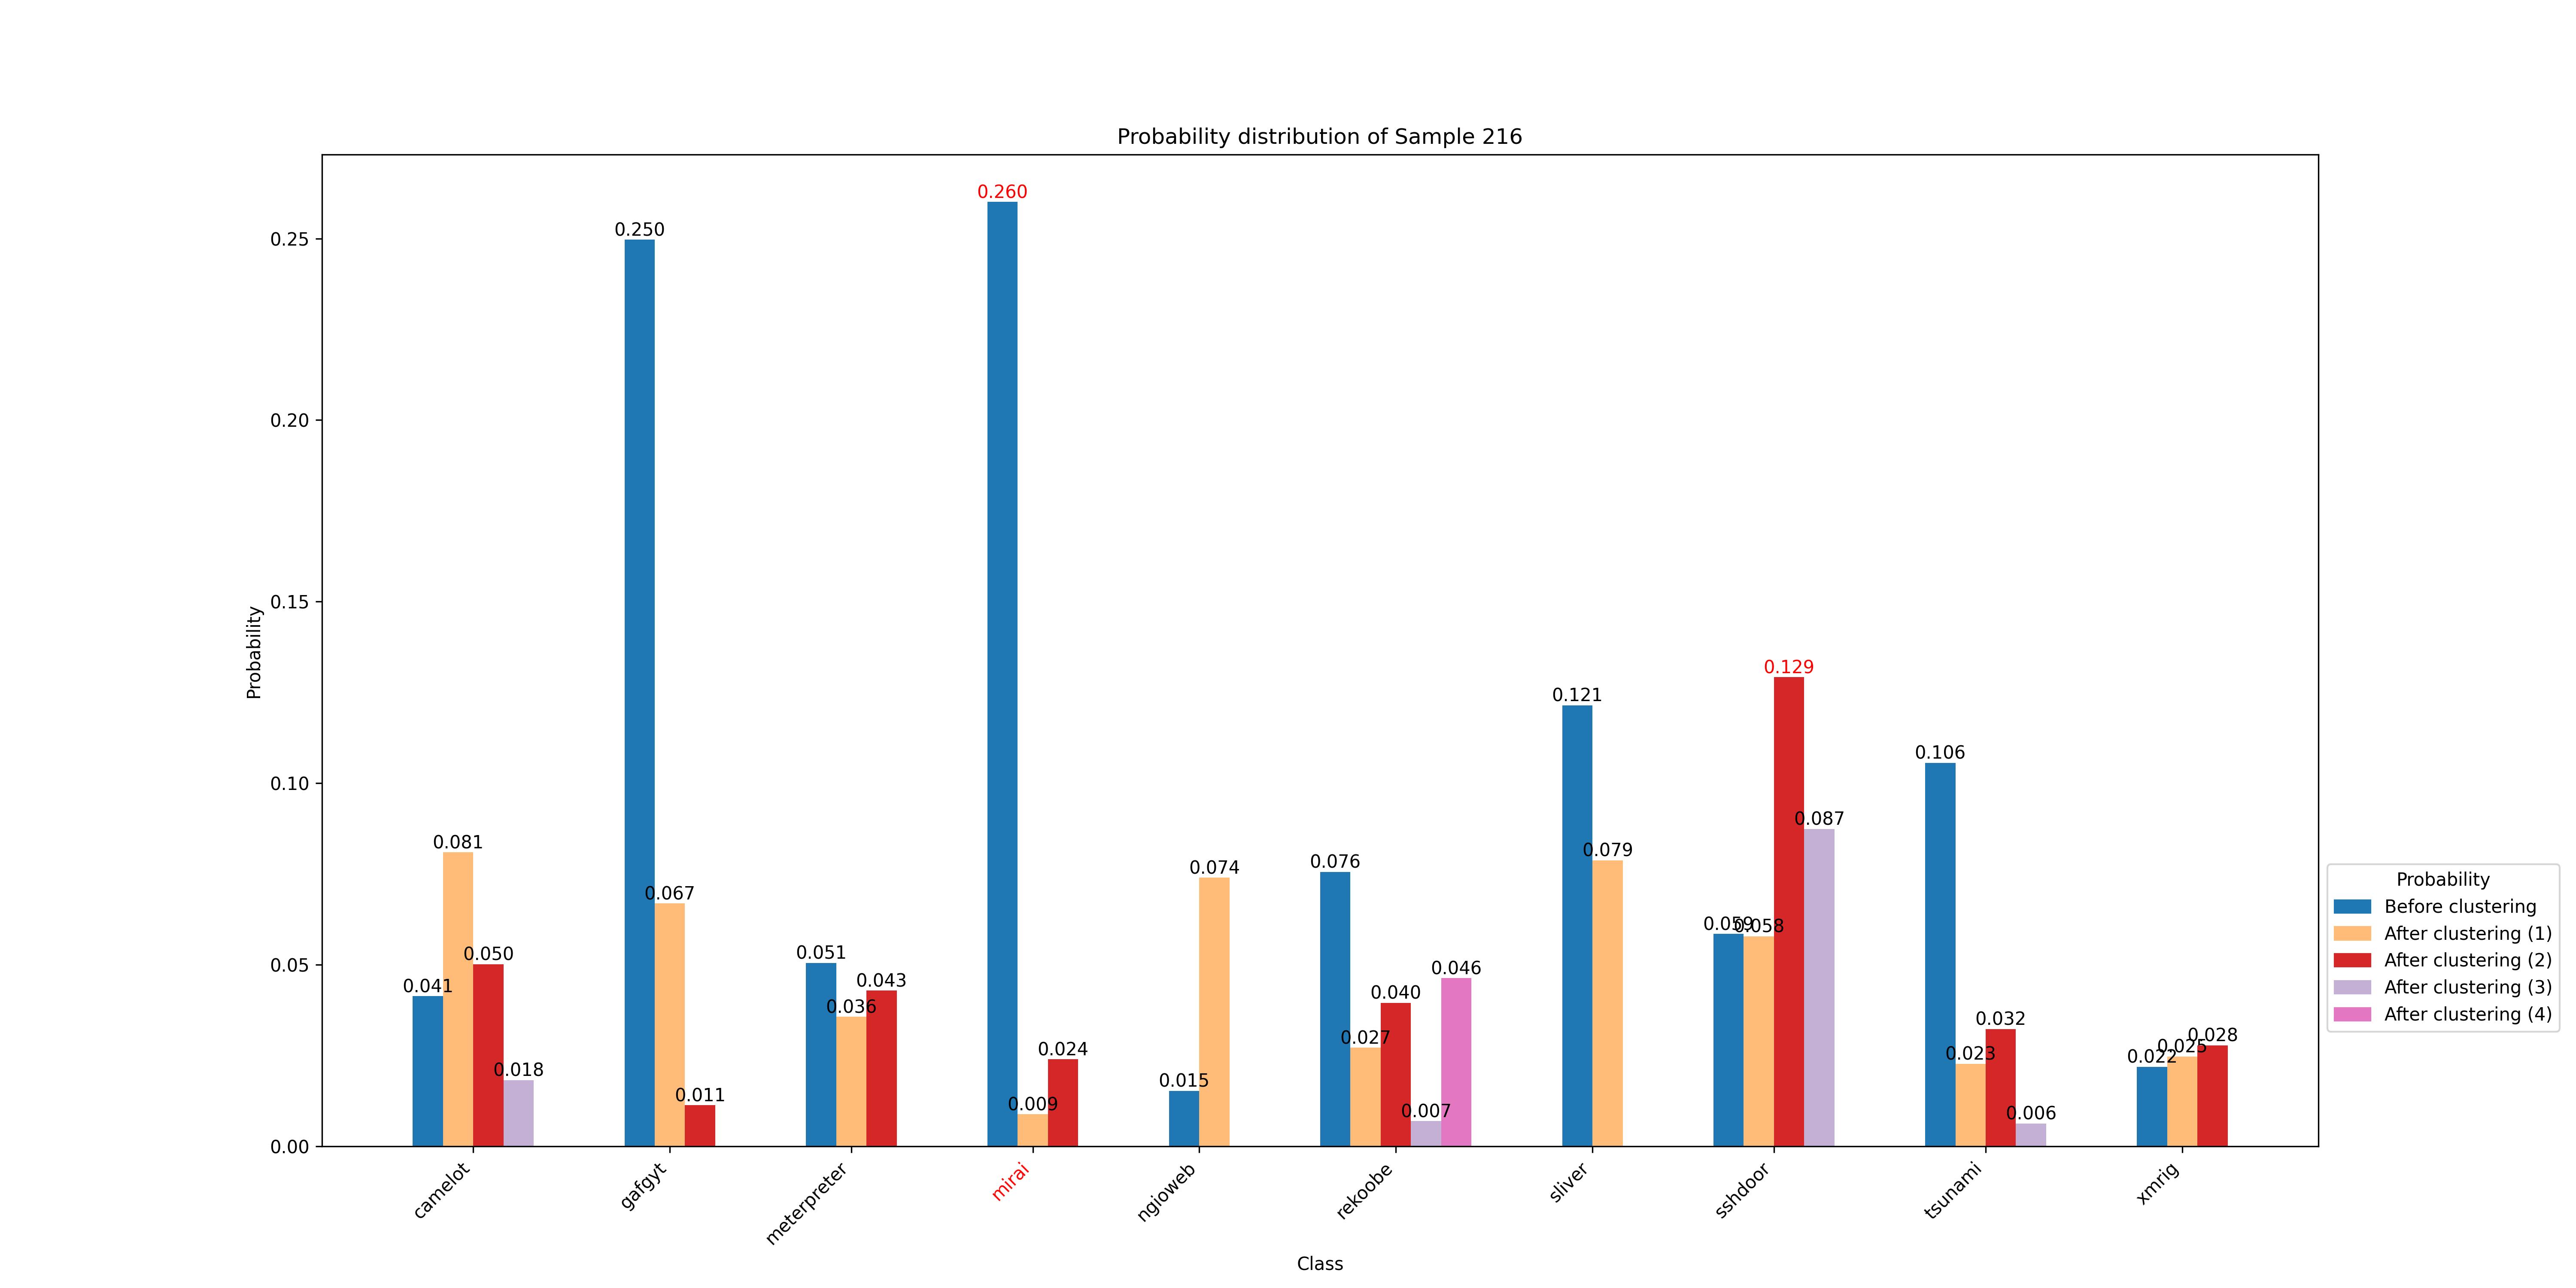 Probability distribution of Sample 216
0.260
0.250
0.25
0.20
0.15
0.129
0.121
0.106
0.10
0.081
0.067
0.074
0.076
0.079
0.087
0.059
0.058
0.05
0.041
0.050
0.018
0.011
0.051
0.036
0.043
0.009
0.024
0.015
0.027
0.040
0.007
0.046
0.023
0.032
0.006
0.022
0.025
0.028
0.00
Probability
camelot
gafgyt
meterpreter
mirai
ngioweb
rekoobe
sliver
sshdoor
tsunami
xmrig
Class
Probability
Before clustering
After clustering (1)
After clustering (2)
After clustering (3)
After clustering (4)